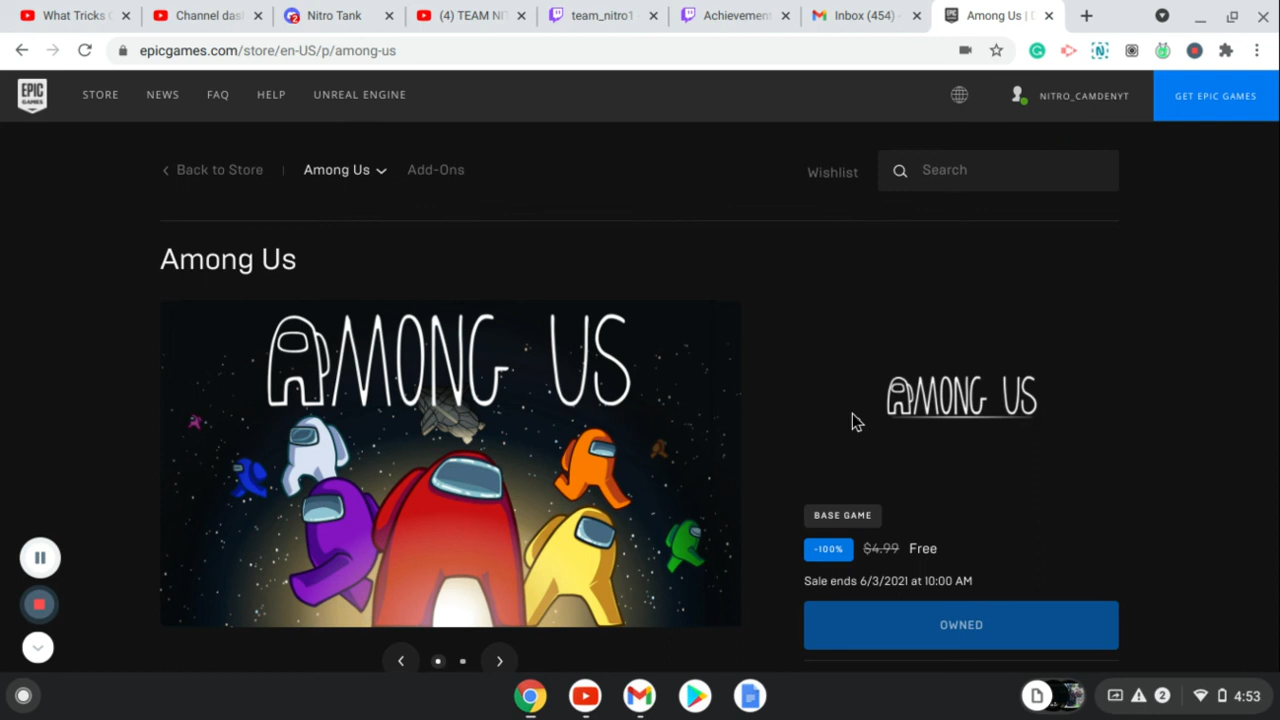 What Tricks
Channel das
Nitro Tank
(4) TEAM NI
team_nitro1
Achievemen
Inbox (454)
Among Us | D
epicgames.com/store/en-US/p/among-us
EPIC GAMES
STORE
NEWS
FAQ
HELP
UNREAL ENGINE
NITRO_CAMDENYT
GET EPIC GAMES
Back to Store
Among Us
Add-Ons
Wishlist
Search
Among Us
AMONG US
AMONG US
BASE GAME
-100% $4.99 Free
Sale ends 6/3/2021 at 10:00 AM
OWNED
2
4:53